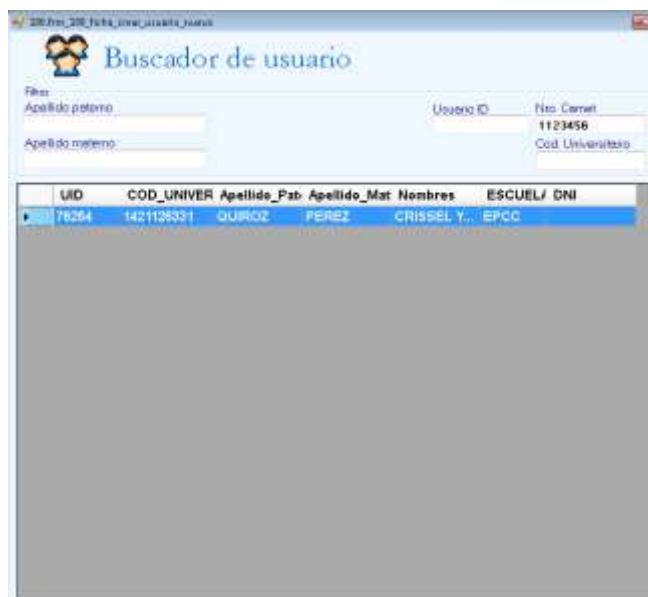 Buscador de usuario
Filtro
Apellido paterno
Usuario ID
Nro. Carnet
1123456
Apellido materno
Cod. Universitario
UID COD_UNIVER Apellido_Pat Apellido_Mat Nombres ESCUEL DNI
76264 1421126331 QUIROZ PEREZ CRISSEL Y... EPCC